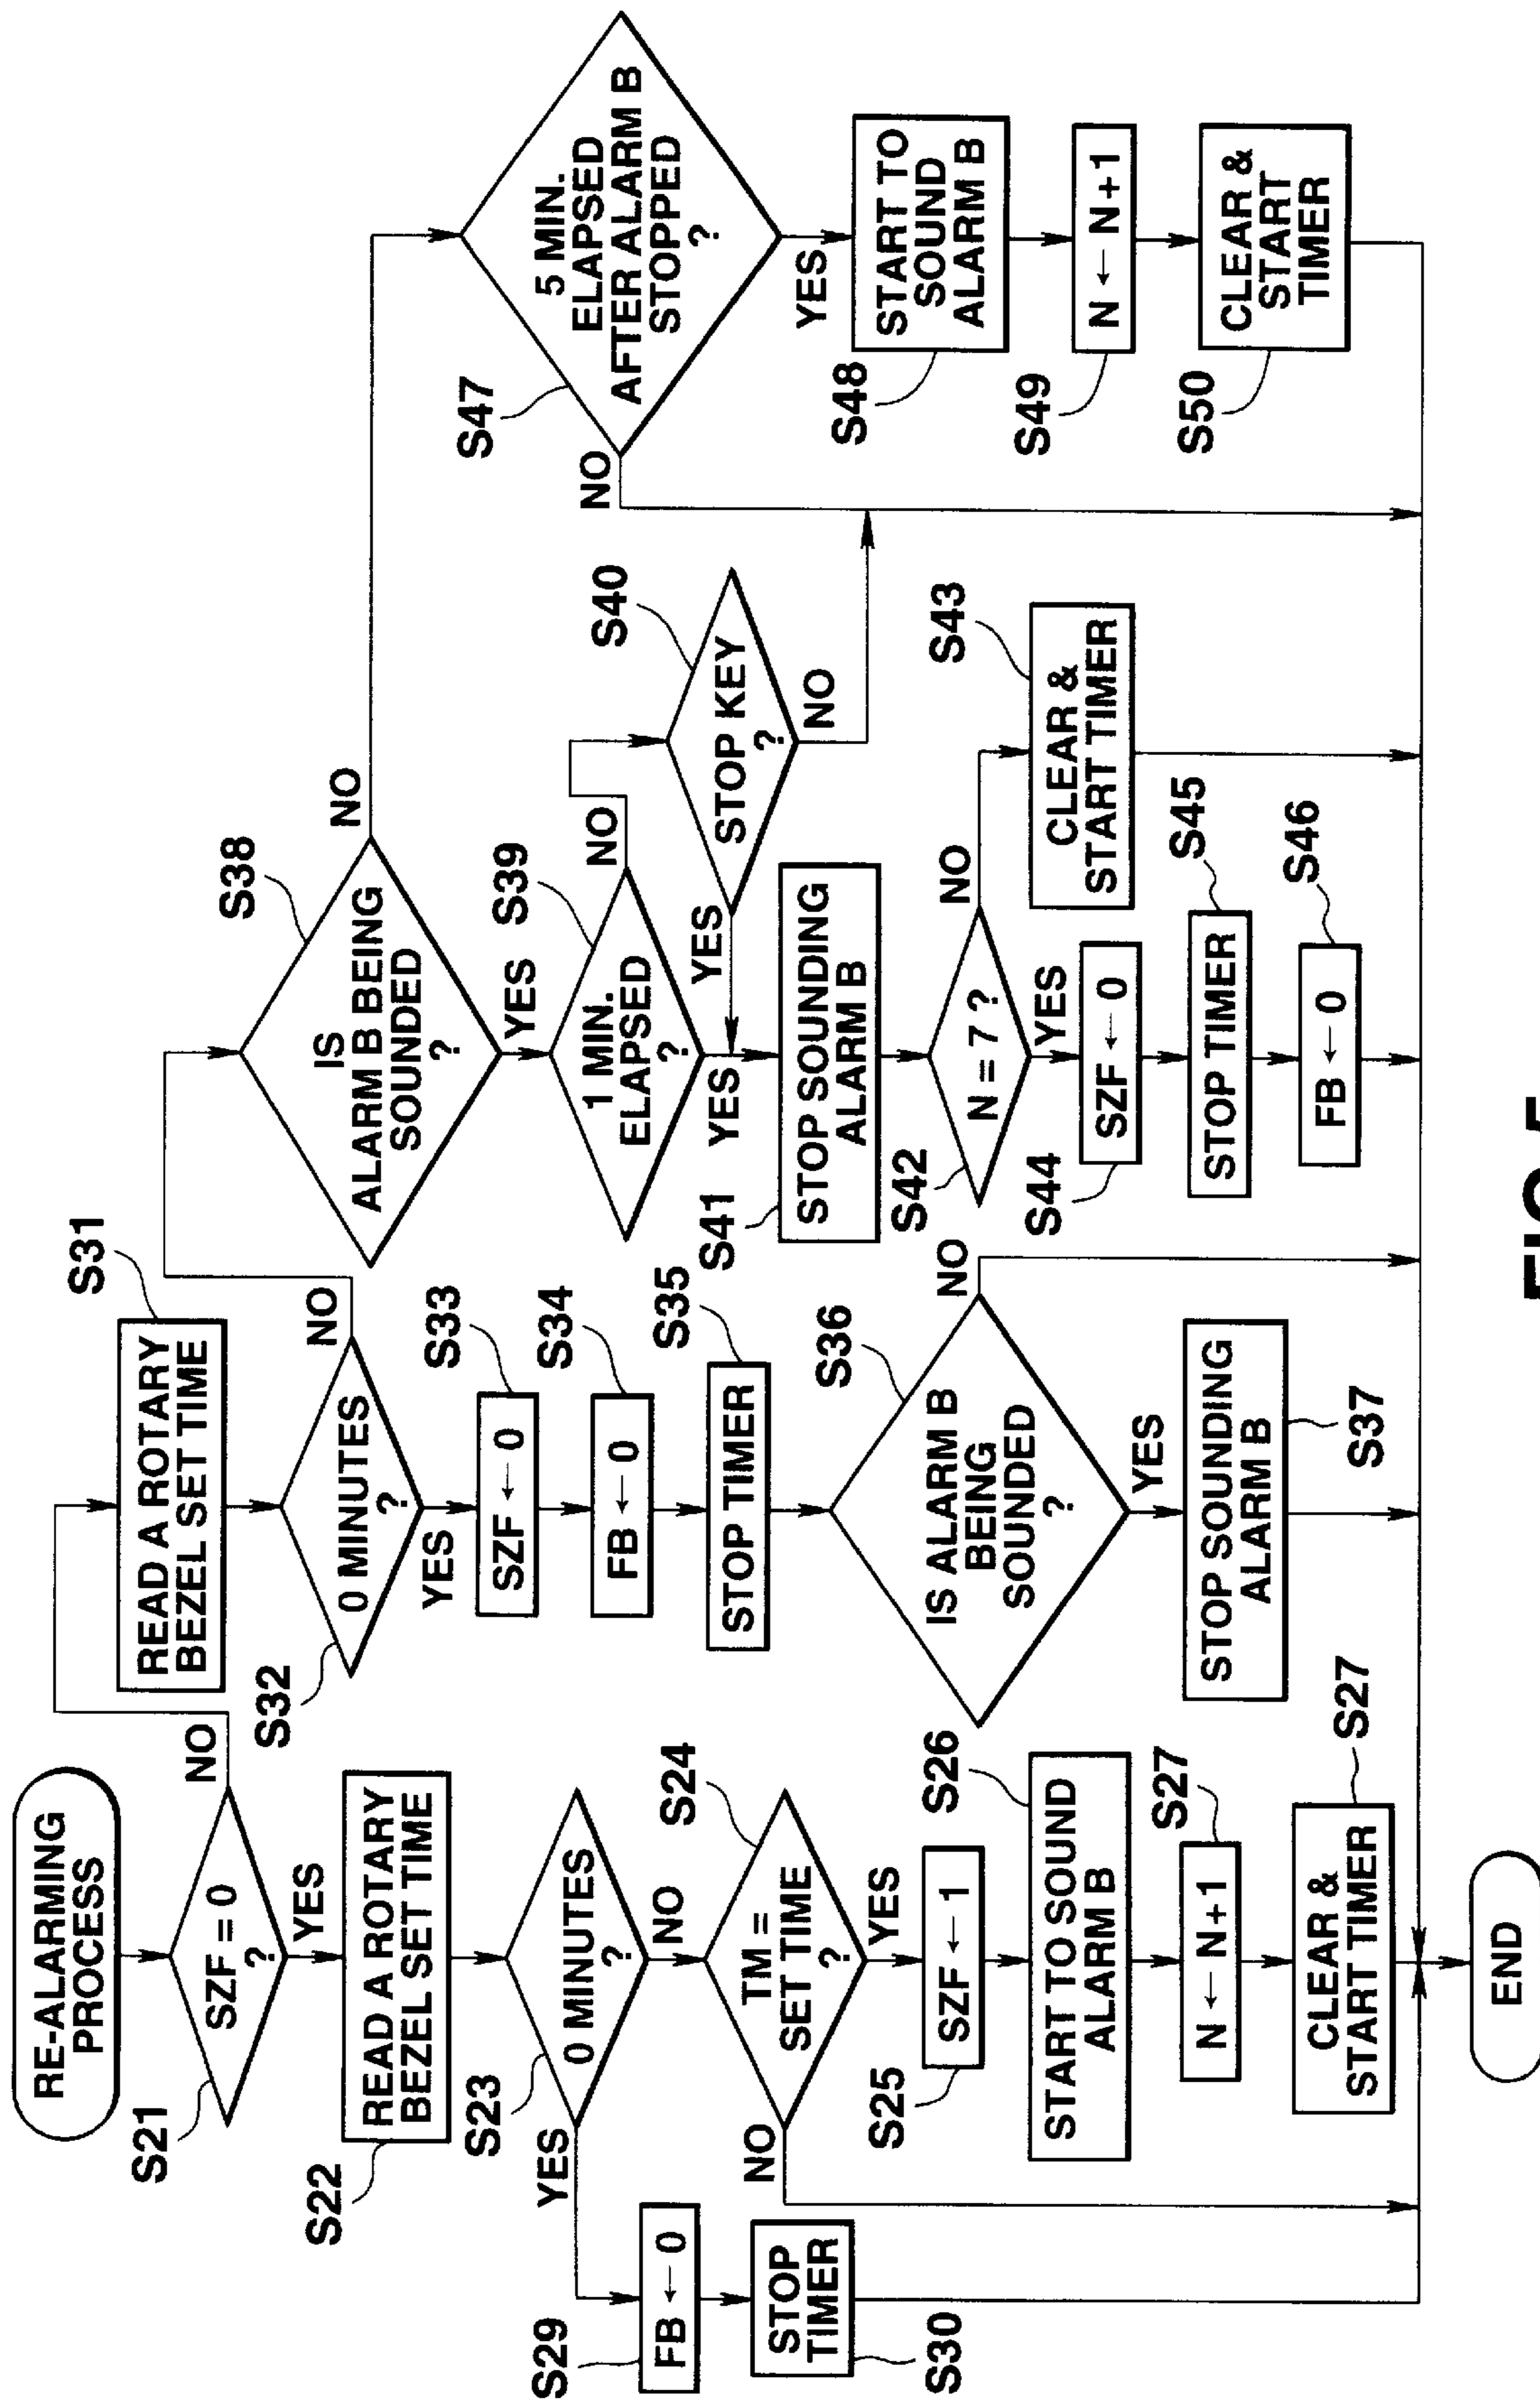 RE-ALARMING
PROCESS
S21
SZF = 0
?
NO
YES
S22
READ A ROTARY
BEZEL SET TIME
S23
0 MINUTES
?
YES
NO
S29
FB ← 0
S30
STOP
TIMER
S24
TM =
SET TIME
?
NO
YES
S25
SZF ← 1
S26
START TO SOUND
ALARM B
S27
N ← N+1
S27
CLEAR &
START TIMER
END
S31
READ A ROTARY
BEZEL SET TIME
S32
0 MINUTES
?
NO
YES
S33
SZF ← 0
S34
FB ← 0
S35
STOP TIMER
S36
IS ALARM B
BEING
SOUNDED
?
NO
YES
S37
STOP SOUNDING
ALARM B
S38
IS
ALARM B BEING
SOUNDED
?
NO
YES
S39
1 MIN.
ELAPSED
?
NO
YES
S40
STOP KEY
?
YES
NO
S41
STOP SOUNDING
ALARM B
S42
N = 7 ?
NO
YES
S43
CLEAR &
START TIMER
S44
SZF ← 0
S45
STOP TIMER
S46
FB ← 0
S47
5 MIN.
ELAPSED
AFTER ALARM B
STOPPED
?
NO
YES
S48
START TO
SOUND
ALARM B
S49
N ← N+1
S50
CLEAR &
START
TIMER